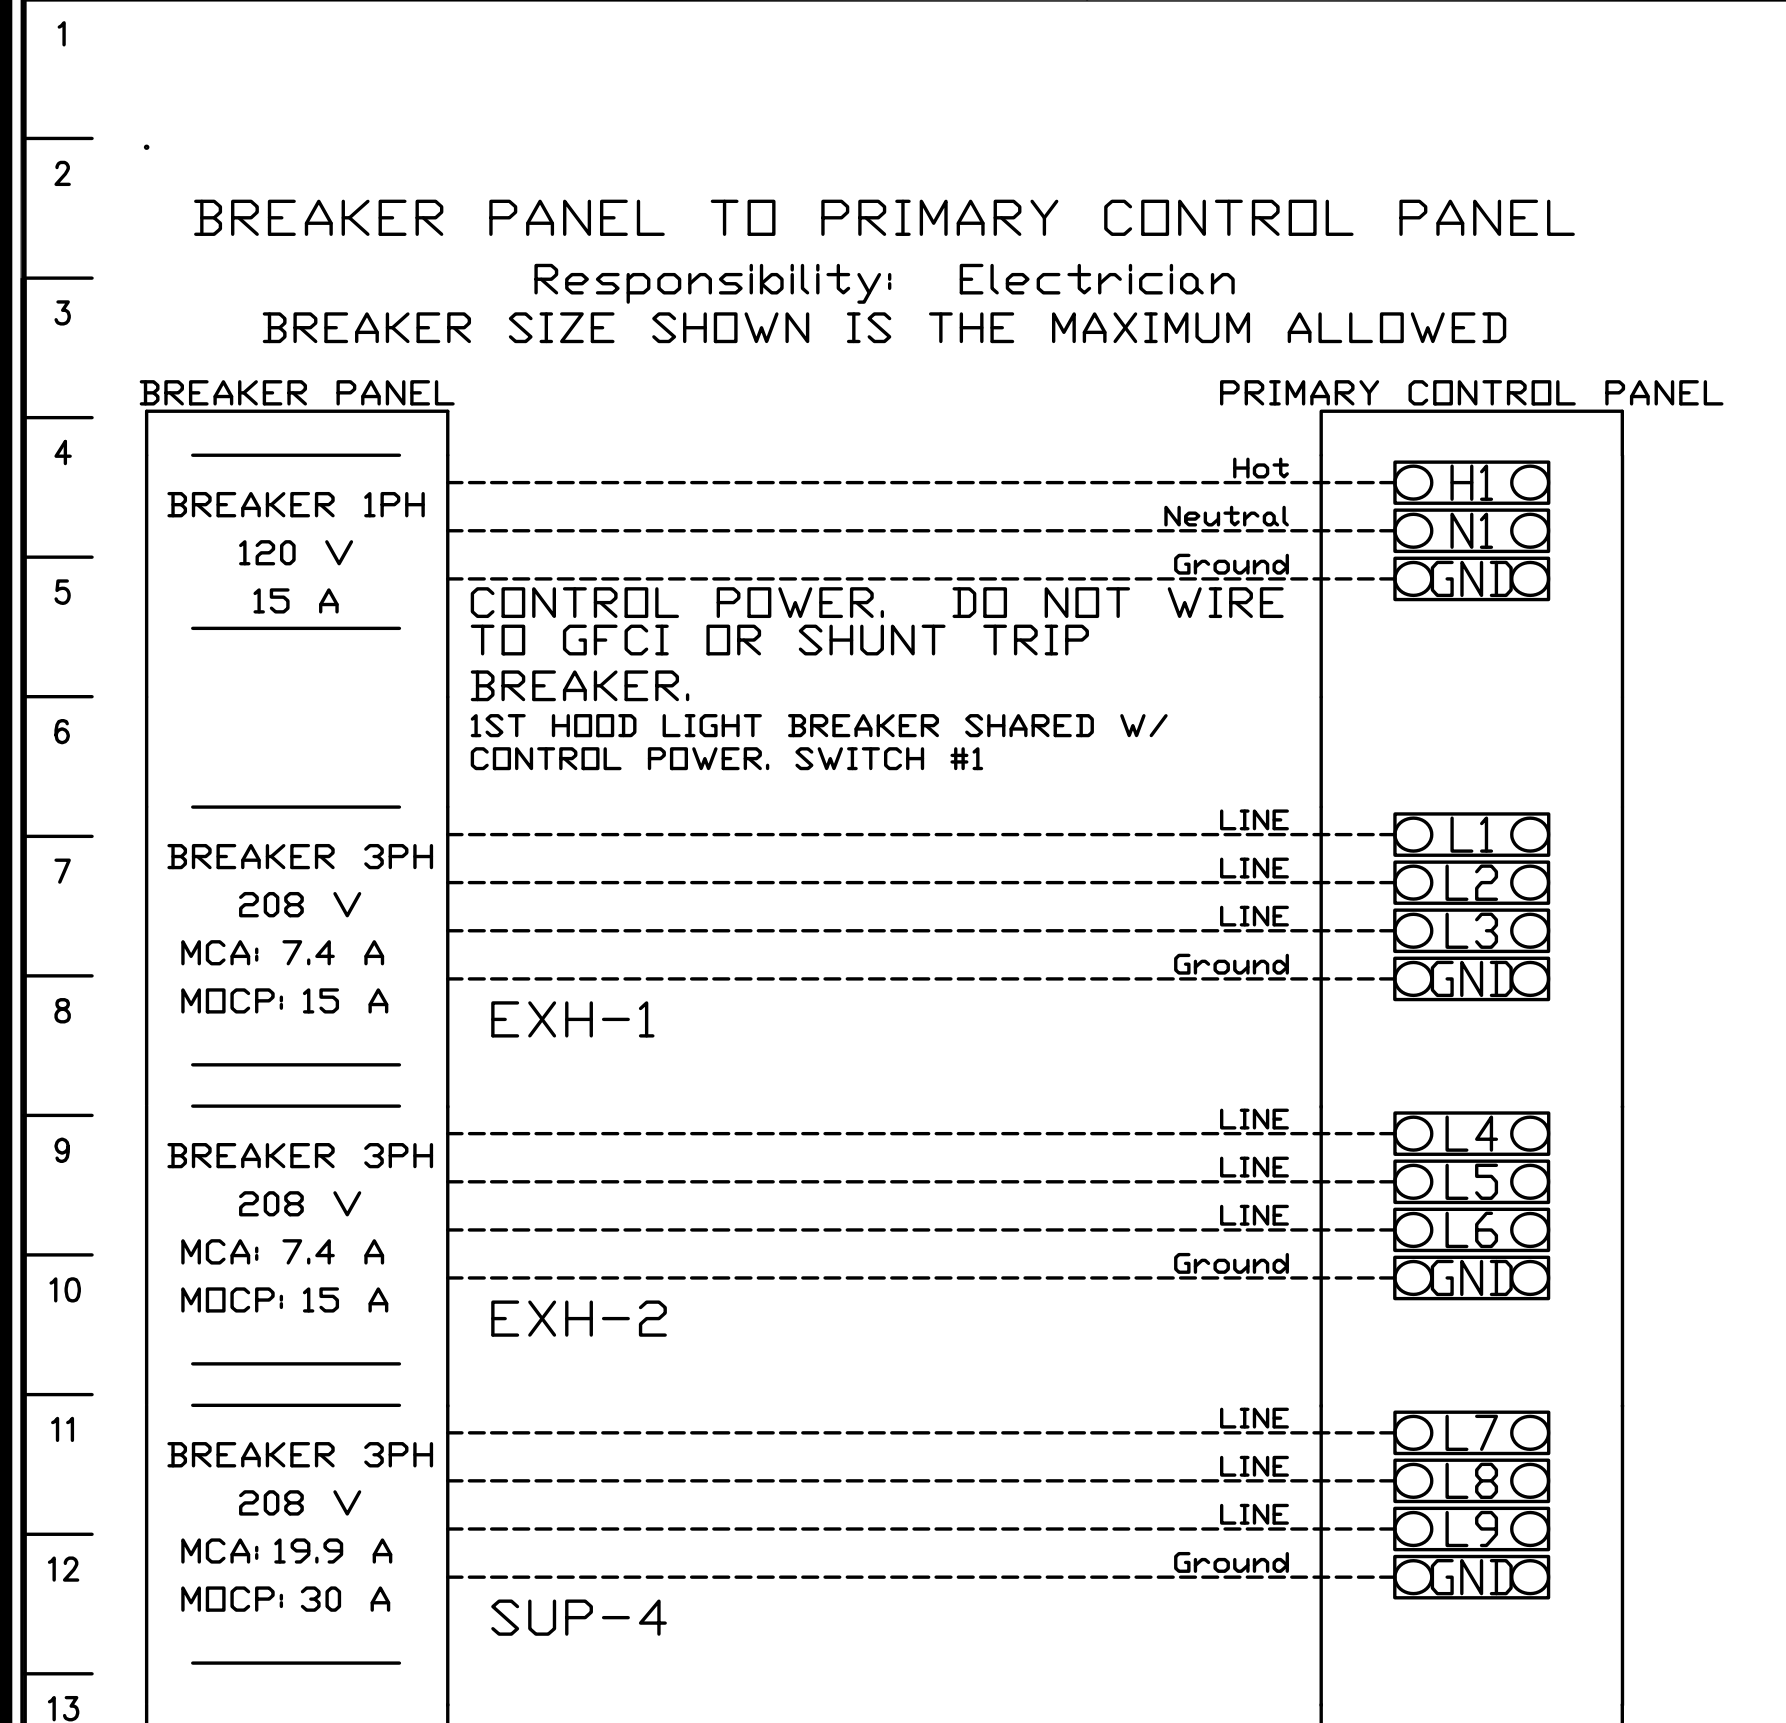 1
2
BREAKER PANEL TO PRIMARY CONTROL PANEL
Responsibility: Electrician
3
BREAKER SIZE SHOWN IS THE MAXIMUM ALLOWED
BREAKER PANEL
PRIMARY CONTROL PANEL
4
Hot
H1
BREAKER 1PH
Neutral
N1
120 V
Ground
GND
5
15 A
CONTROL POWER. DO NOT WIRE
TO GFCI OR SHUNT TRIP
BREAKER.
6
1ST HOOD LIGHT BREAKER SHARED W/
CONTROL POWER. SWITCH #1
LINE
L1
7
BREAKER 3PH
LINE
L2
208 V
LINE
L3
MCA: 7.4 A
Ground
GND
8
MOCP: 15 A
EXH-1
LINE
L4
9
BREAKER 3PH
LINE
L5
208 V
LINE
L6
MCA: 7.4 A
Ground
GND
10
MOCP: 15 A
EXH-2
11
LINE
L7
BREAKER 3PH
LINE
L8
208 V
LINE
L9
MCA: 19.9 A
Ground
GND
12
MOCP: 30 A
SUP-4
13